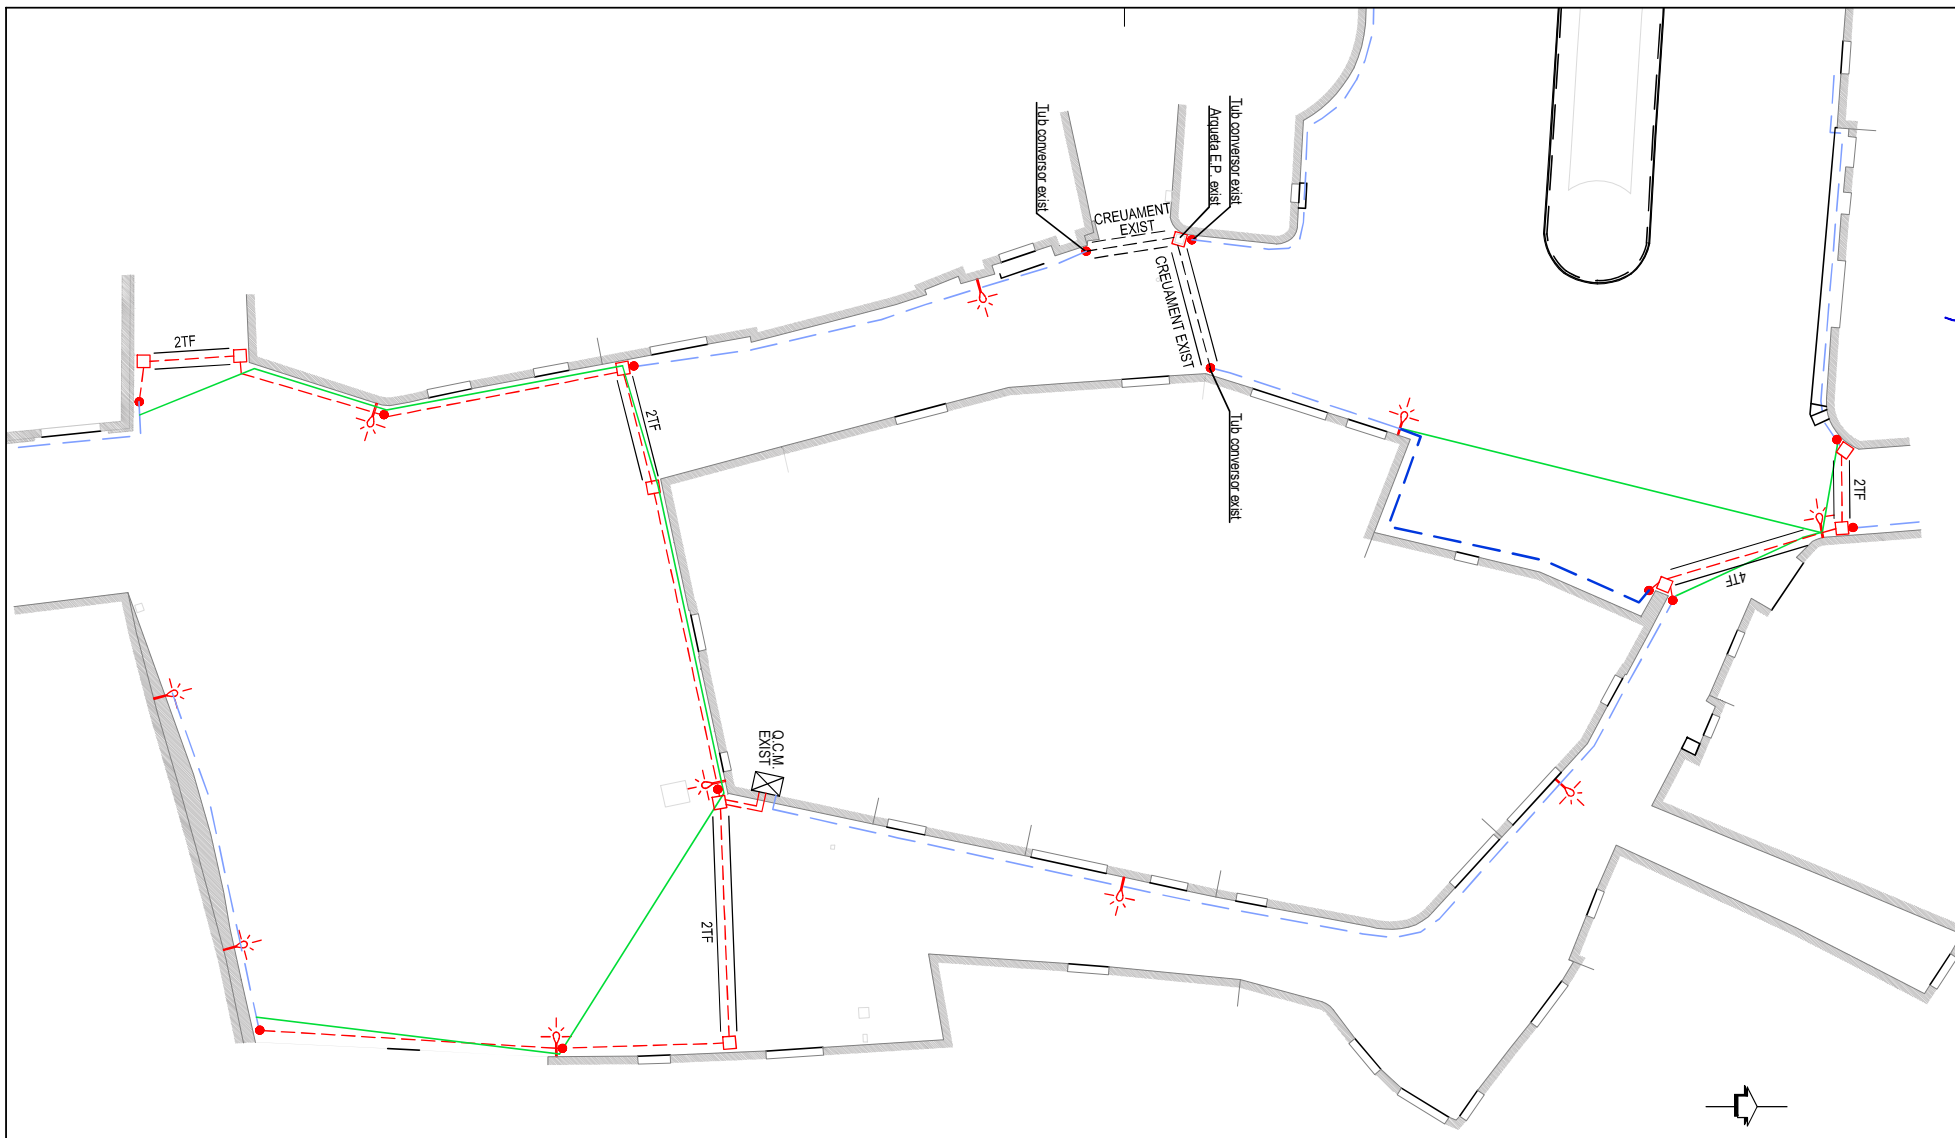 Tub conversor exist
Arqueta E.P. exist
Tub conversor exist
CREUAMENT
EXIST
CREUAMENT EXIST
2TF
2TF
Tub conversor exist
2TF
4TF
Q.C.M.
EXIST
2TF